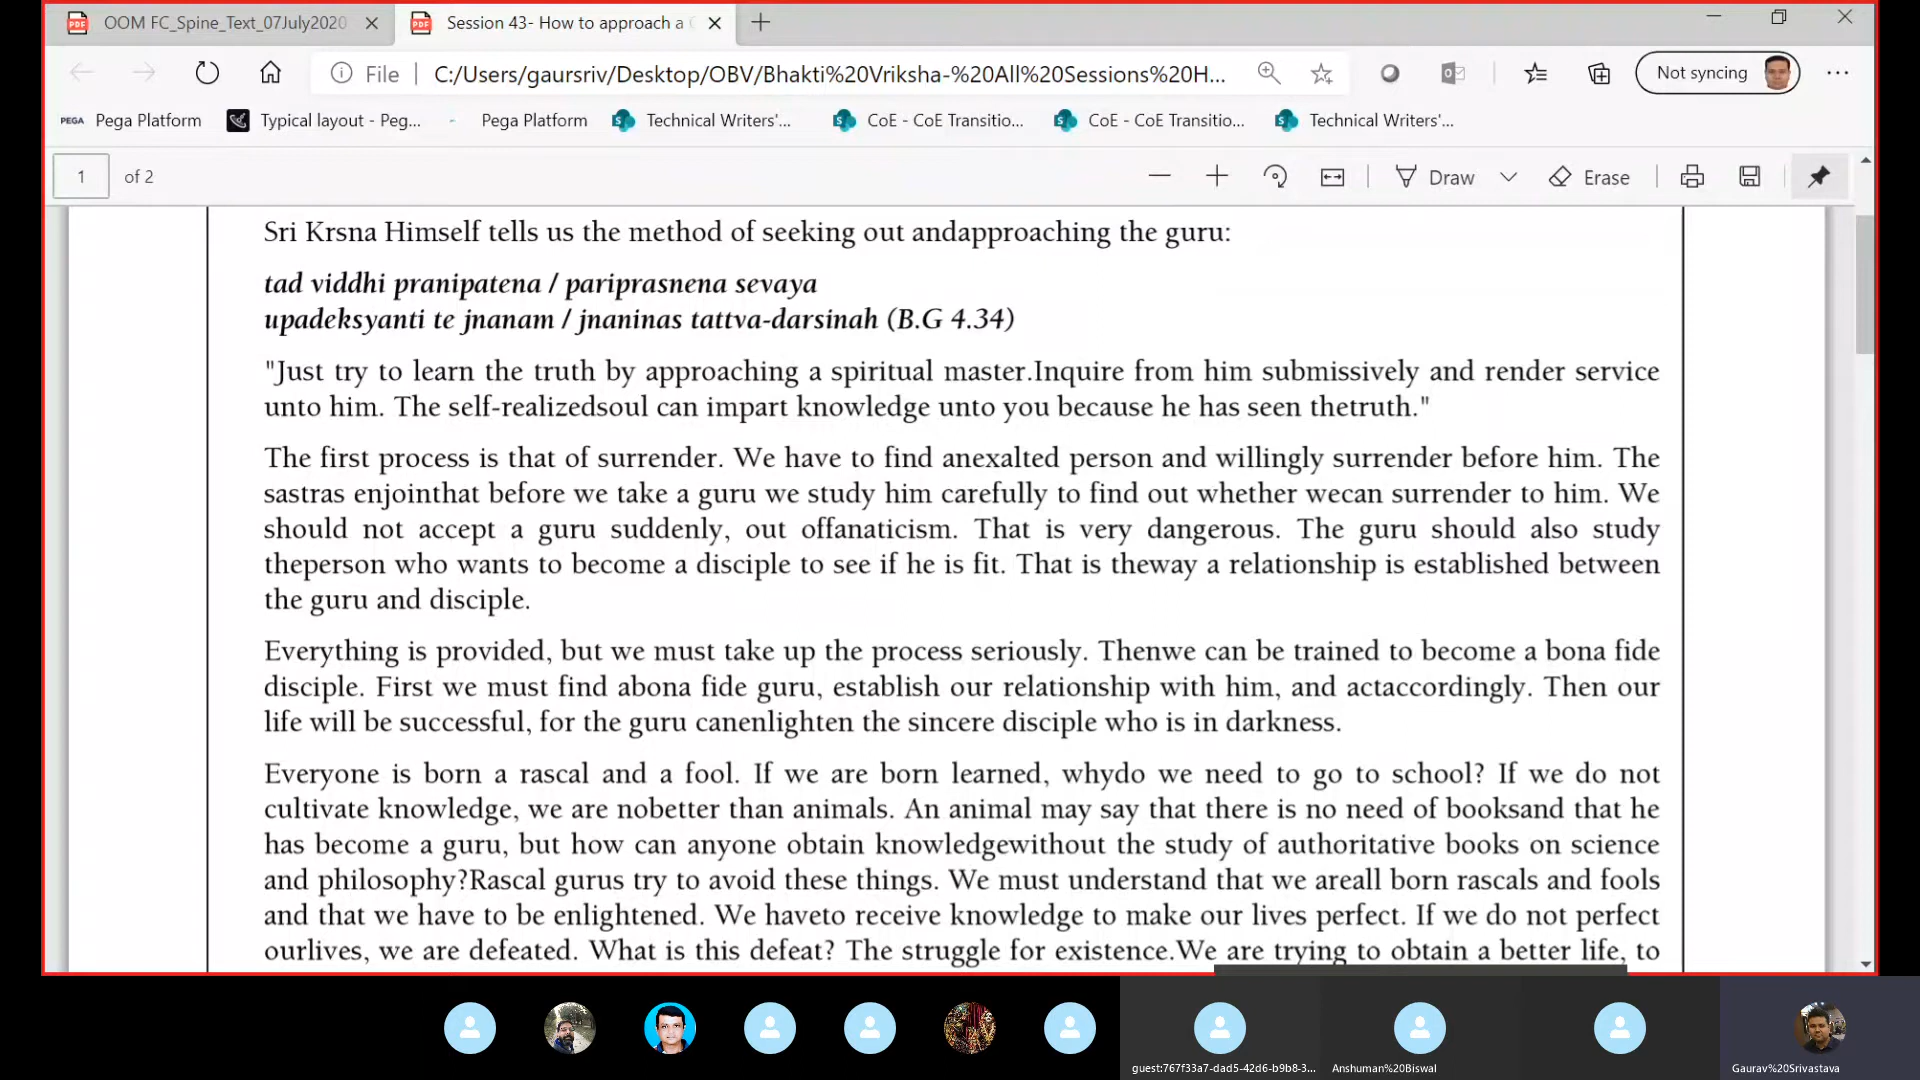 OOM FC_Spine_Text_07July2020
Session 43- How to approach a
File
C:/Users/gaursriv/Desktop/OBV/Bhakti%20Vriksha-%20All%20Sessions%20H...
Not syncing
PEGA Pega Platform
Typical layout - Peg...
Pega Platform
Technical Writers'...
CoE - CoE Transitio...
CoE - CoE Transitio...
Technical Writers'...
1 of 2
Draw
Erase
Sri Krsna Himself tells us the method of seeking out andapproaching the guru:
tad viddhi pranipatena / pariprasnena sevaya
upadeksyanti te jnanam / jnaninas tattva-darsinah (B.G 4.34)
"Just try to learn the truth by approaching a spiritual master.Inquire from him submissively and render service
unto him. The self-realizedsoul can impart knowledge unto you because he has seen thetruth."
The first process is that of surrender. We have to find anexalted person and willingly surrender before him. The
sastras enjointhat before we take a guru we study him carefully to find out whether wecan surrender to him. We
should not accept a guru suddenly, out offanaticism. That is very dangerous. The guru should also study
theperson who wants to become a disciple to see if he is fit. That is theway a relationship is established between
the guru and disciple.
Everything is provided, but we must take up the process seriously. Thenwe can be trained to become a bona fide
disciple. First we must find abona fide guru, establish our relationship with him, and actaccordingly. Then our
life will be successful, for the guru canenlighten the sincere disciple who is in darkness.
Everyone is born a rascal and a fool. If we are born learned, whydo we need to go to school? If we do not
cultivate knowledge, we are nobetter than animals. An animal may say that there is no need of booksand that he
has become a guru, but how can anyone obtain knowledgewithout the study of authoritative books on science
and philosophy?Rascal gurus try to avoid these things. We must understand that we areall born rascals and fools
and that we have to be enlightened. We haveto receive knowledge to make our lives perfect. If we do not perfect
ourlives, we are defeated. What is this defeat? The struggle for existence.We are trying to obtain a better life, to
guest:767f33a7-dad5-42d6-b9b8-3...
Anshuman%20Biswal
Gaurav%20Srivastava